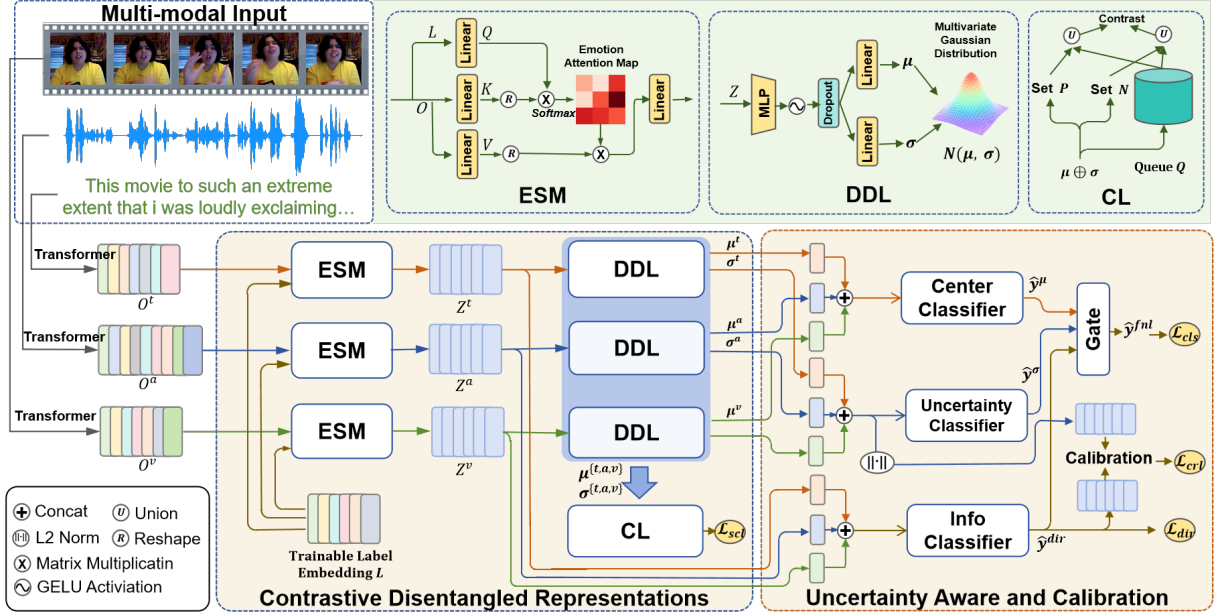 Multi-modal Input
This movie to such an extreme
extent that i was loudly exclaiming…
L
Linear
Q
Emotion
Attention Map
O
Linear
K
R
X
Softmax
Linear
Linear
V
R
X
ESM
Z
MLP
Dropout
Linear
μ
Linear
σ
Multivariate
Gaussian
Distribution
N(μ, σ)
DDL
Contrast
U
U
Set P
Set N
μ ⊕ σ
Queue Q
CL
Transformer
O^t
ESM
Z^t
DDL
μ^t
σ^t
Transformer
O^a
ESM
Z^a
DDL
μ^a
σ^a
Transformer
O^v
ESM
Z^v
DDL
μ^v
μ^{t,a,v}
σ^{t,a,v}
CL
ℒ_scl
Trainable Label
Embedding L
Contrastive Disentangled Representations
Center
Classifier
ŷ^μ
Gate
ŷ^fnl
ℒ_cls
Uncertainty
Classifier
ŷ^σ
||·||
Calibration
ℒ_crl
Info
Classifier
ŷ^dir
ℒ_dir
Uncertainty Aware and Calibration
Concat
U Union
||·|| L2 Norm
R Reshape
X Matrix Multiplicatin
GELU Activiation